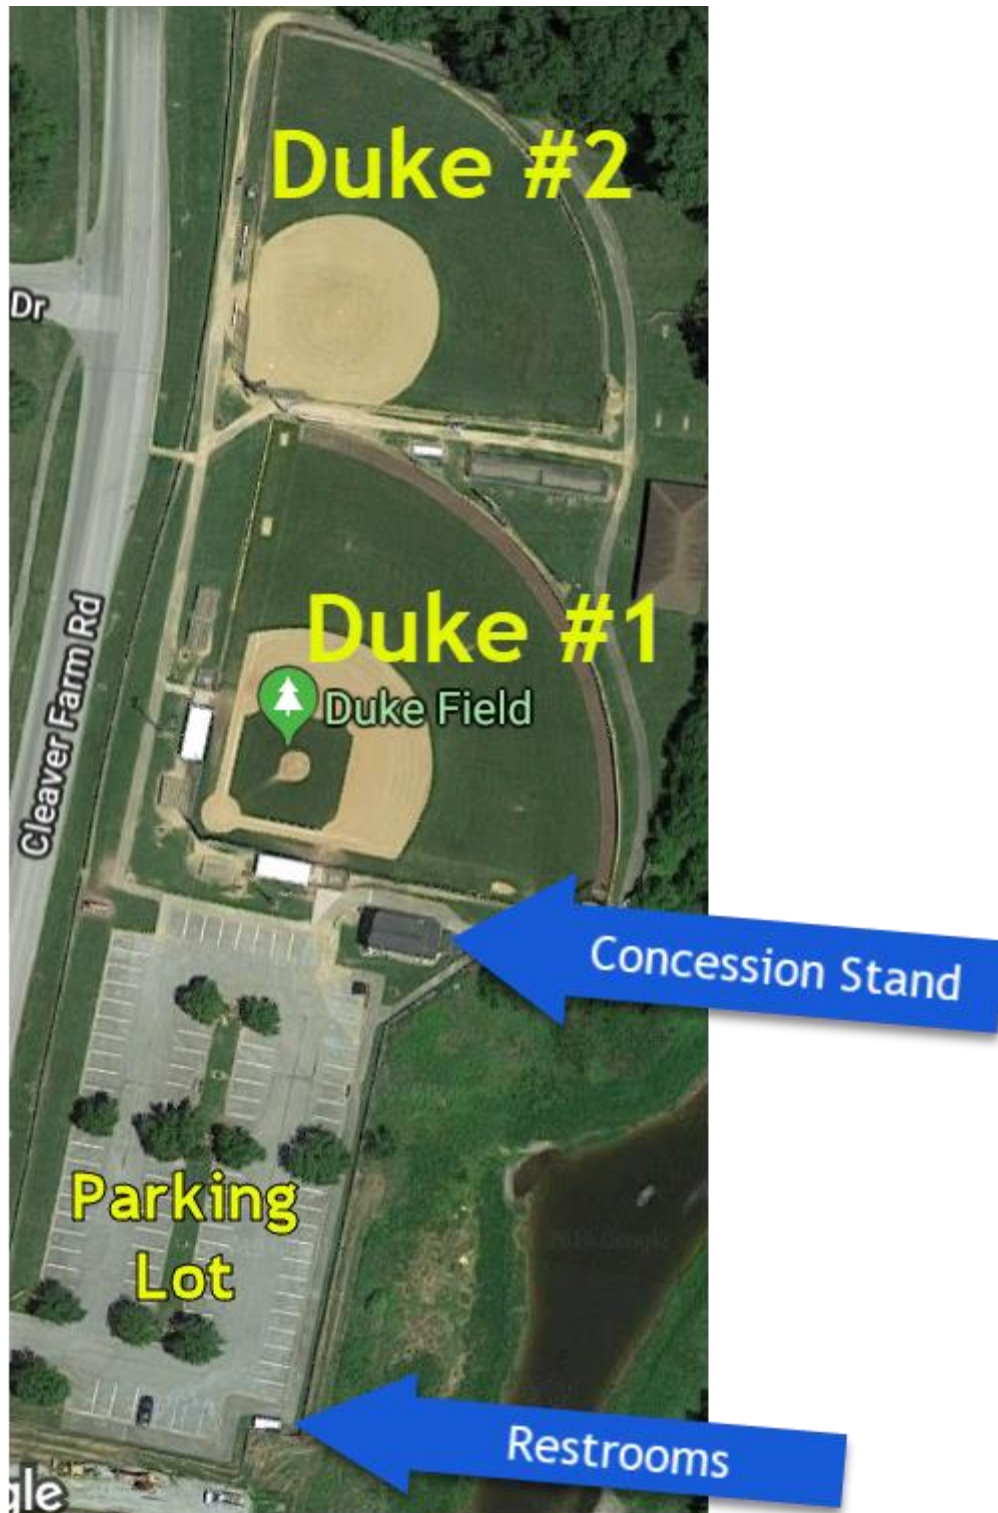 Duke #2
Dr
Duke #1
Duke Field
Cleaver Farm Rd
Concession Stand
Parking
Lot
Restrooms
gle